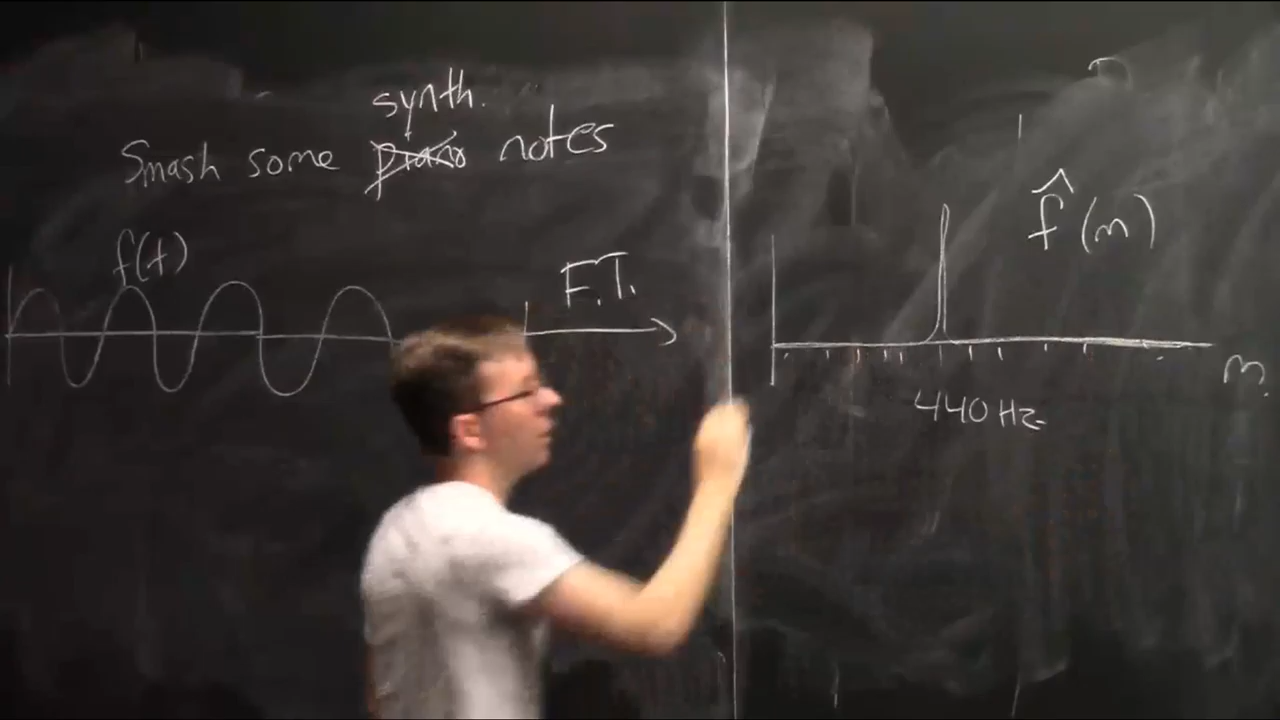 synth.
Smash some piano notes
f(t)
F.T.
f̂(m)
m
440 Hz